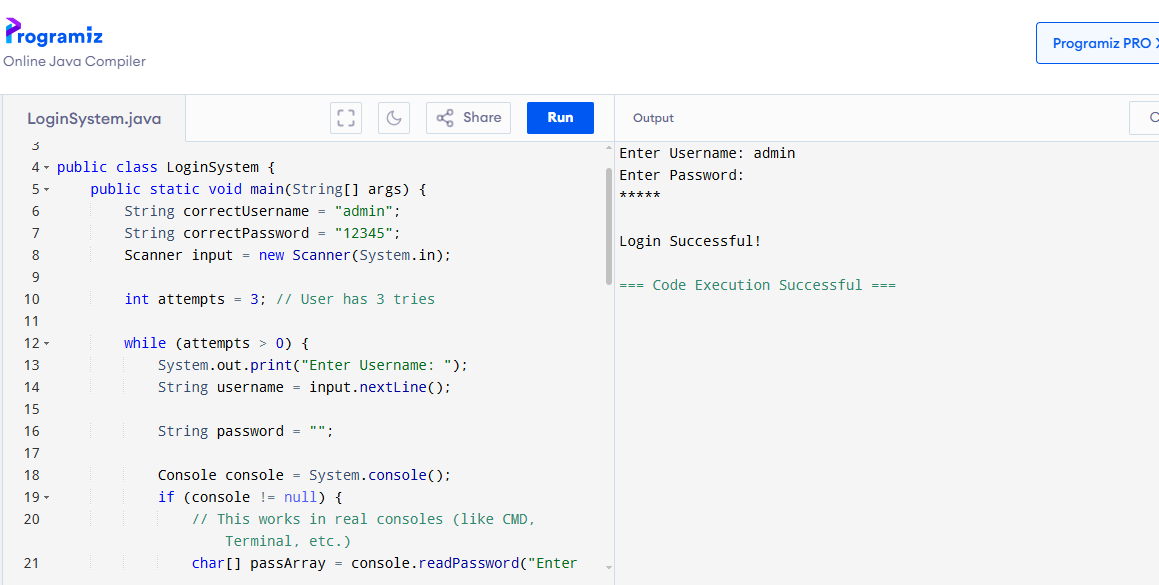 Programiz
Online Java Compiler
Programiz PRO
LoginSystem.java
Share
Run
Output
3
4 public class LoginSystem {
5 public static void main(String[] args) {
6 String correctUsername = "admin";
7 String correctPassword = "12345";
8 Scanner input = new Scanner(System.in);
9
10 int attempts = 3; // User has 3 tries
11
12 while (attempts > 0) {
13 System.out.print("Enter Username: ");
14 String username = input.nextLine();
15
16 String password = "";
17
18 Console console = System.console();
19 if (console != null) {
20 // This works in real consoles (like CMD,
Terminal, etc.)
21 char[] passArray = console.readPassword("Enter
Enter Username: admin
Enter Password:
*****
Login Successful!
=== Code Execution Successful ===